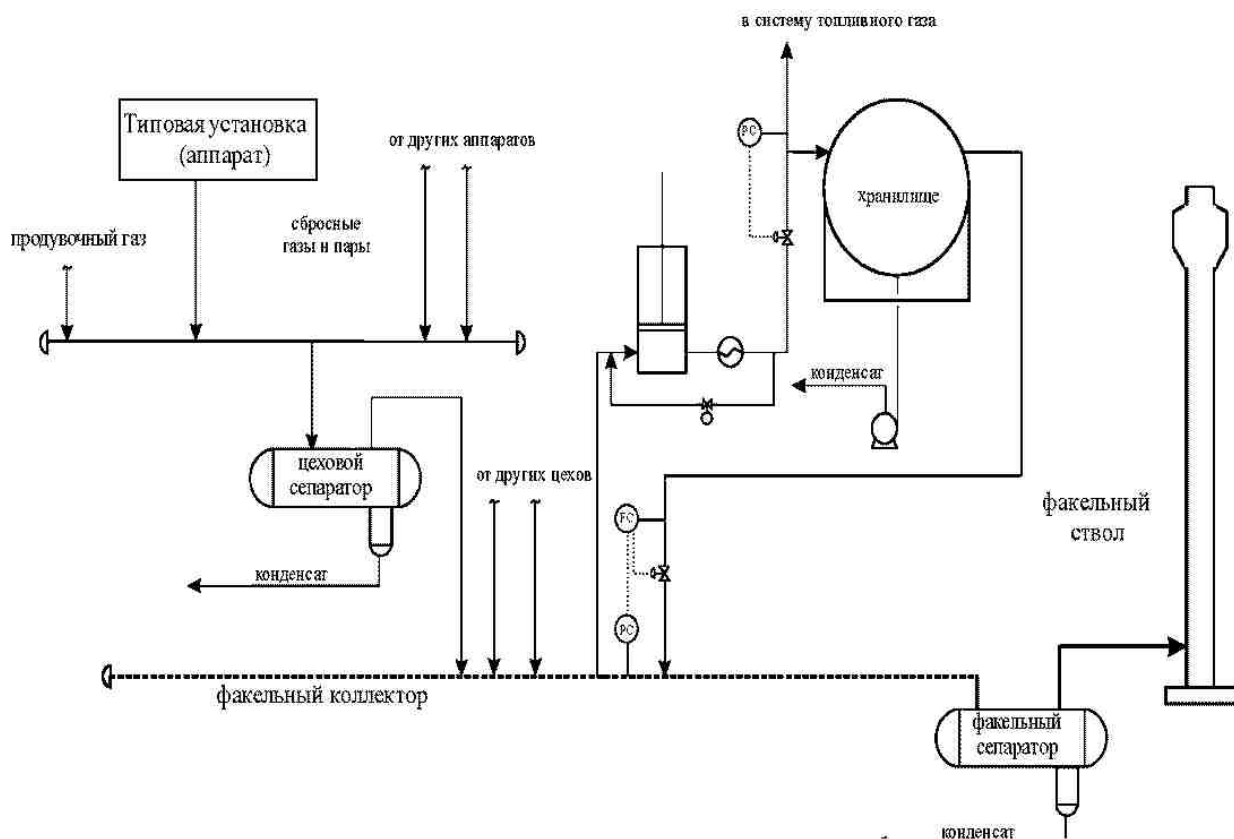 в систему топливного газа
Типовая установка
(аппарат)
от других аппаратов
PC
хранилище
сбросные
газы и пары
продувочный газ
конденсат
цеховой
сепаратор
от других цехов
факельный
ствол
PC
конденсат
PC
факельный коллектор
факельный
сепаратор
конденсат